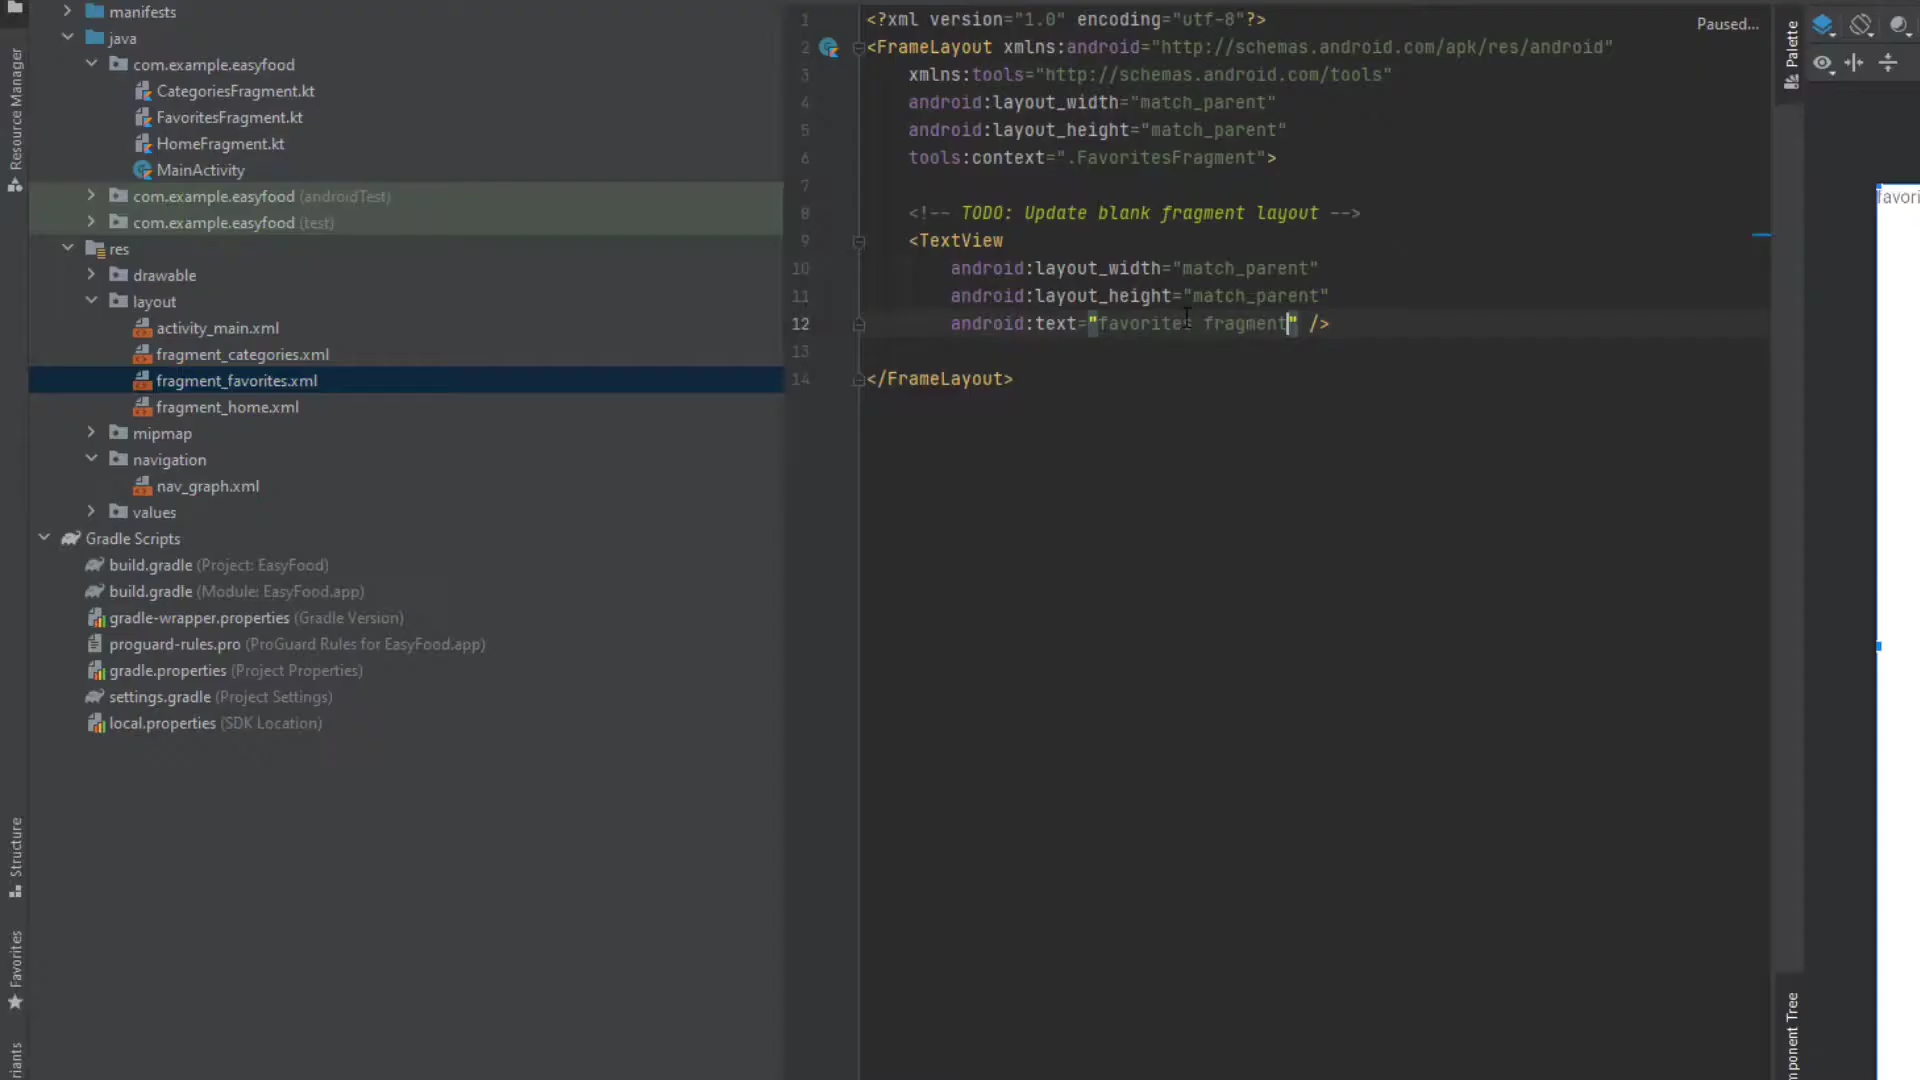 Resource Manager
Structure
Favorites
riants
manifests
java
com.example.easyfood
CategoriesFragment.kt
FavoritesFragment.kt
HomeFragment.kt
MainActivity
com.example.easyfood (androidTest)
com.example.easyfood (test)
res
drawable
layout
activity_main.xml
fragment_categories.xml
fragment_favorites.xml
fragment_home.xml
mipmap
navigation
nav_graph.xml
values
Gradle Scripts
build.gradle (Project: EasyFood)
build.gradle (Module: EasyFood.app)
gradle-wrapper.properties (Gradle Version)
proguard-rules.pro (ProGuard Rules for EasyFood.app)
gradle.properties (Project Properties)
settings.gradle (Project Settings)
local.properties (SDK Location)
1 <?xml version="1.0" encoding="utf-8"?>
2 <FrameLayout xmlns:android="http://schemas.android.com/apk/res/android"
3 xmlns:tools="http://schemas.android.com/tools"
4 android:layout_width="match_parent"
5 android:layout_height="match_parent"
6 tools:context=".FavoritesFragment">
7
8 <!-- TODO: Update blank fragment layout -->
9 <TextView
10 android:layout_width="match_parent"
11 android:layout_height="match_parent"
12 android:text="favorites fragment" />
13
14 </FrameLayout>
Paused...
Palette
ponent Tree
favori